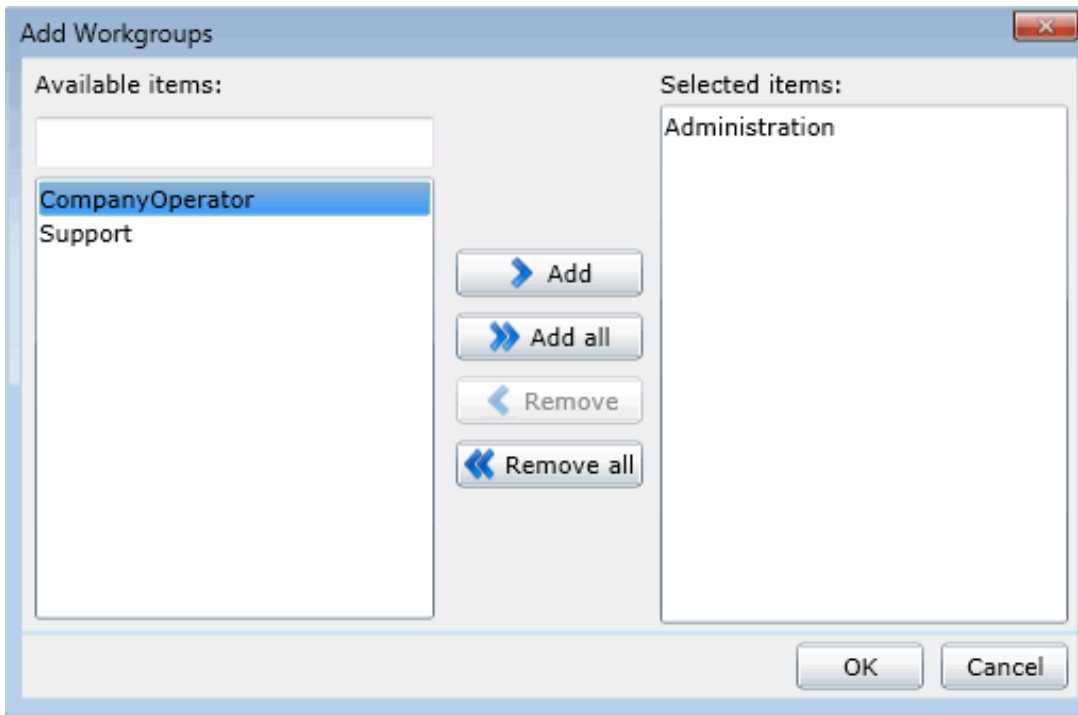 Add Workgroups
Available items:
CompanyOperator
Support
Add
Add all
Remove
Remove all
Selected items:
Administration
OK
Cancel